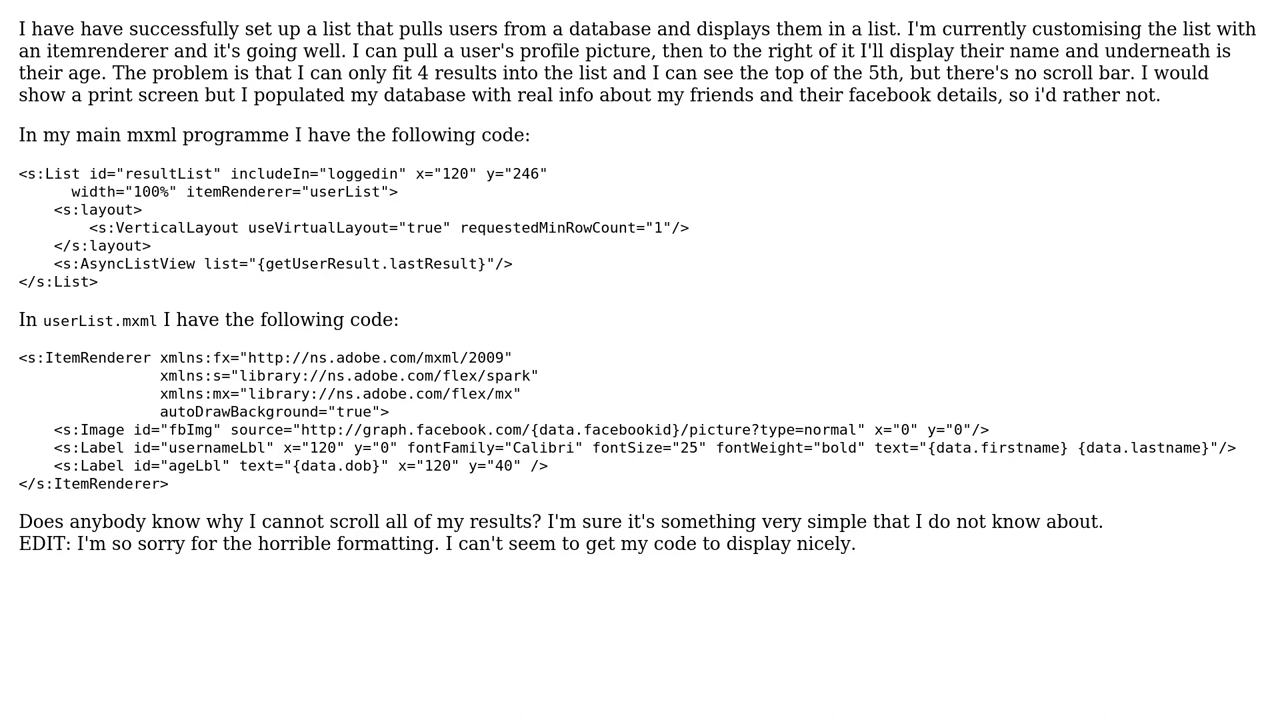 I have have successfully set up a list that pulls users from a database and displays them in a list. I'm currently customising the list with
an itemrenderer and it's going well. I can pull a user's profile picture, then to the right of it I'll display their name and underneath is
their age. The problem is that I can only fit 4 results into the list and I can see the top of the 5th, but there's no scroll bar. I would
show a print screen but I populated my database with real info about my friends and their facebook details, so i'd rather not.
In my main mxml programme I have the following code:
<s:List id="resultList" includeIn="loggedin" x="120" y="246"
      width="100%" itemRenderer="userList">
    <s:layout>
        <s:VerticalLayout useVirtualLayout="true" requestedMinRowCount="1"/>
    </s:layout>
    <s:AsyncListView list="{getUserResult.lastResult}"/>
</s:List>
In userList.mxml I have the following code:
<s:ItemRenderer xmlns:fx="http://ns.adobe.com/mxml/2009"
                xmlns:s="library://ns.adobe.com/flex/spark"
                xmlns:mx="library://ns.adobe.com/flex/mx"
                autoDrawBackground="true">
    <s:Image id="fbImg" source="http://graph.facebook.com/{data.facebookid}/picture?type=normal" x="0" y="0"/>
    <s:Label id="usernameLbl" x="120" y="0" fontFamily="Calibri" fontSize="25" fontWeight="bold" text="{data.firstname} {data.lastname}"/>
    <s:Label id="ageLbl" text="{data.dob}" x="120" y="40" />
</s:ItemRenderer>
Does anybody know why I cannot scroll all of my results? I'm sure it's something very simple that I do not know about.
EDIT: I'm so sorry for the horrible formatting. I can't seem to get my code to display nicely.